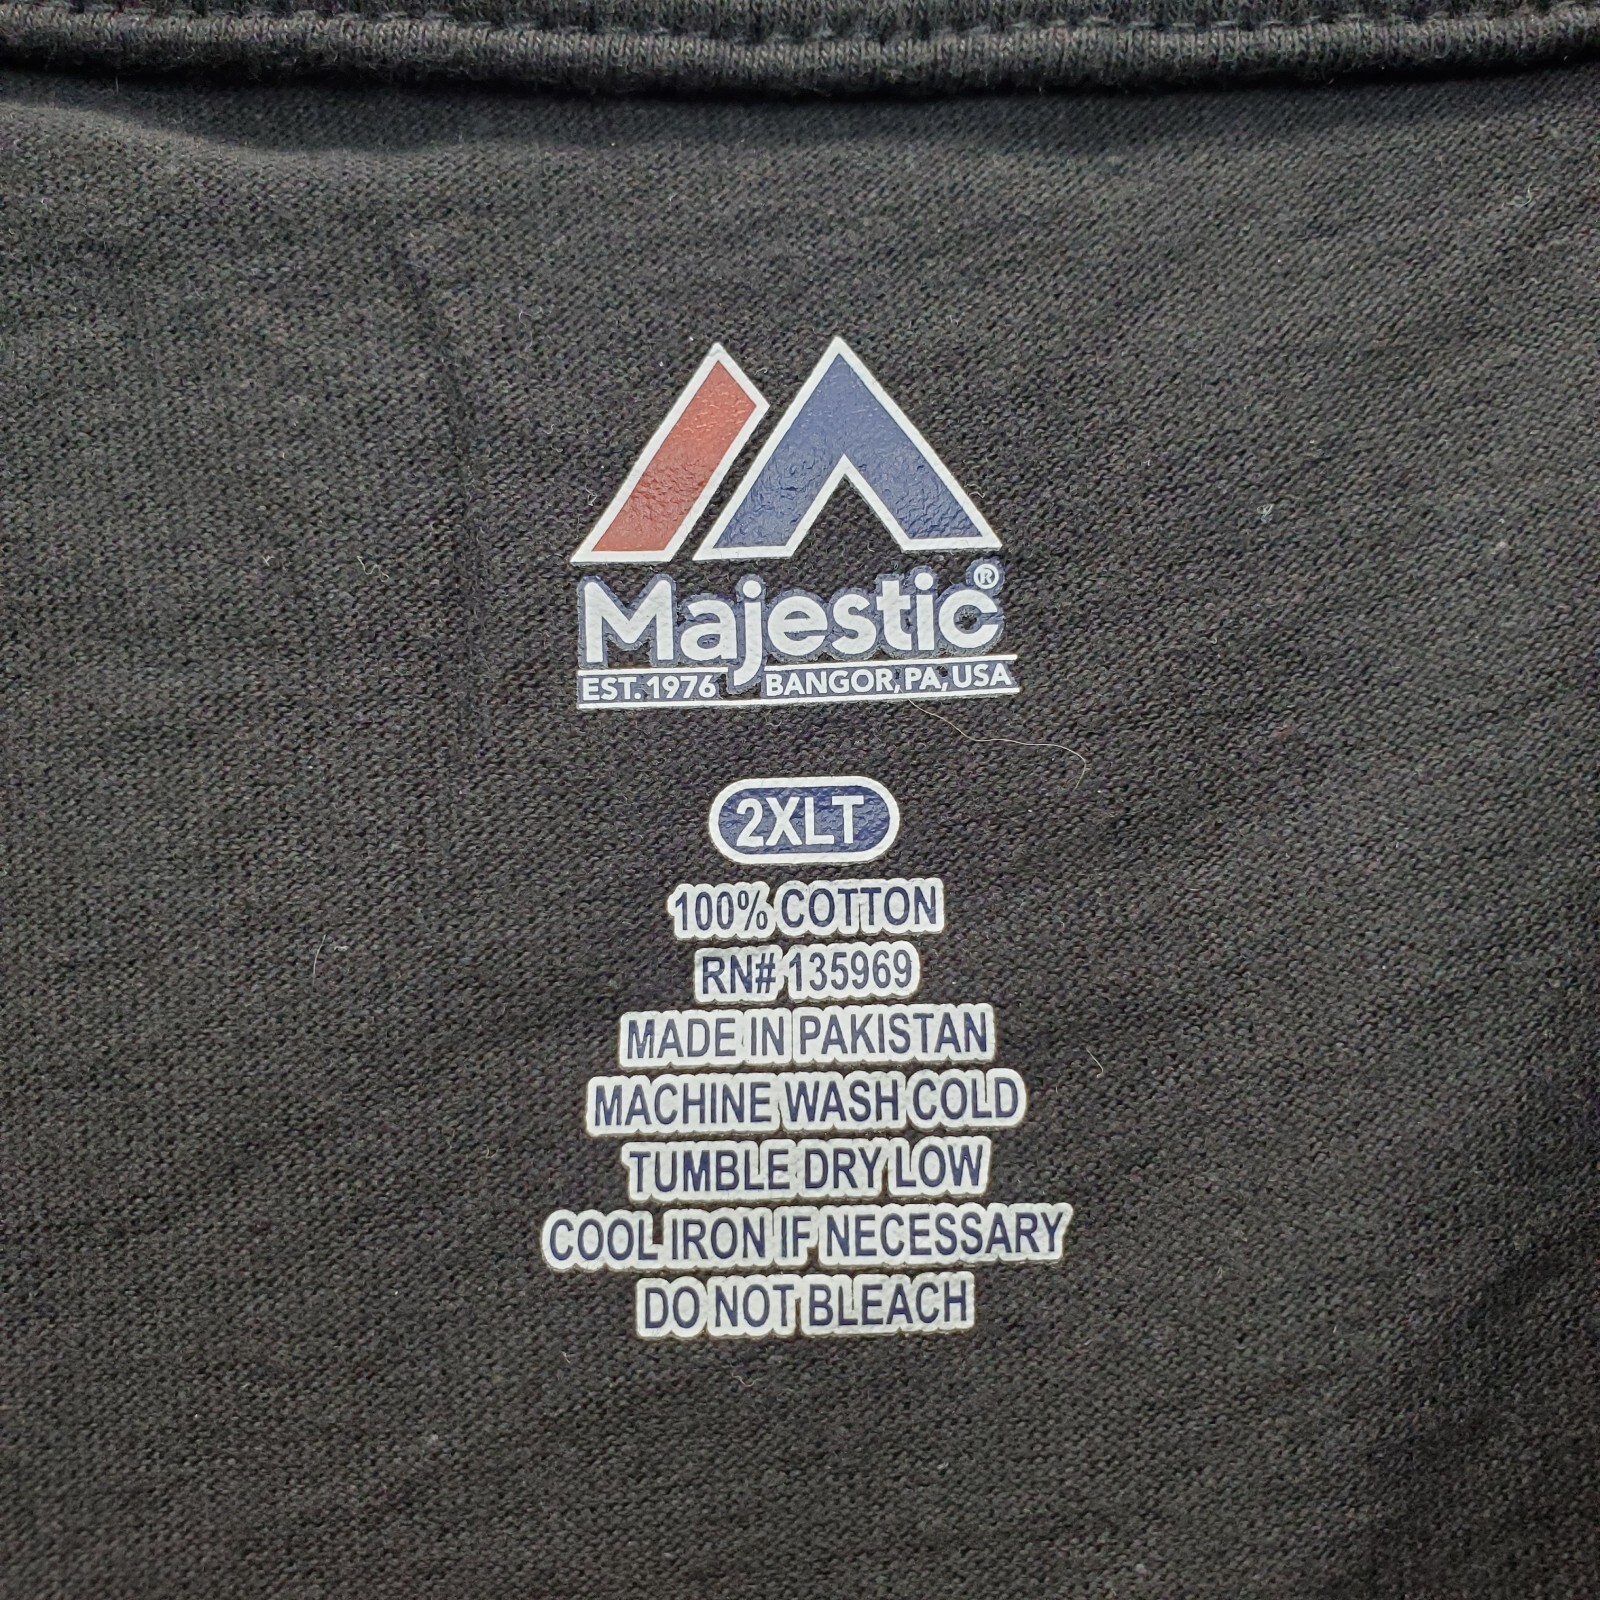 Majestic®
EST. 1976 BANGOR, PA, USA
2XLT
100% COTTON
RN# 135969
MADE IN PAKISTAN
MACHINE WASH COLD
TUMBLE DRY LOW
COOL IRON IF NECESSARY
DO NOT BLEACH